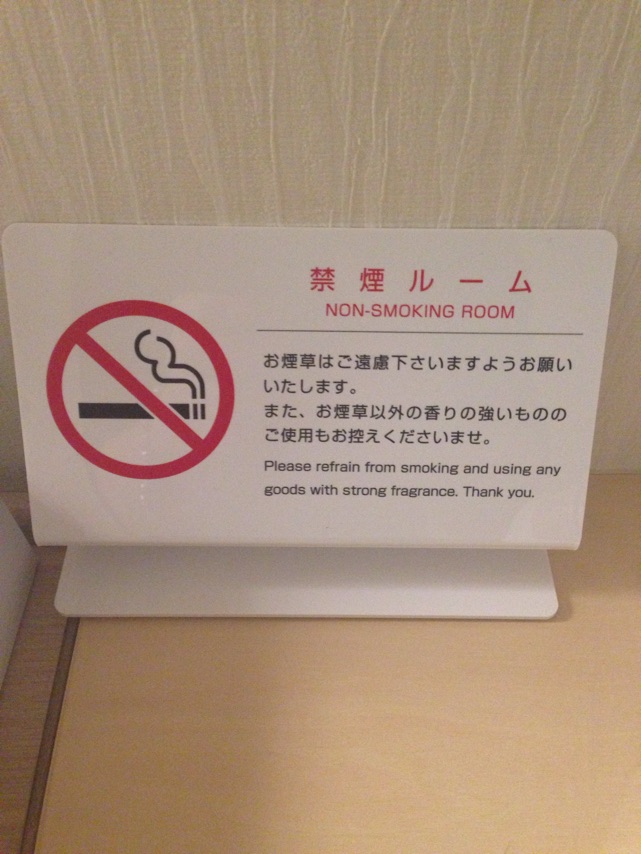 禁煙ルーム
NON-SMOKING ROOM
お煙草はご遠慮下さいますようお願い
いたします。
また、お煙草以外の香りの強いものの
ご使用もお控えくださいませ。
Please refrain from smoking and using any
goods with strong fragrance. Thank you.